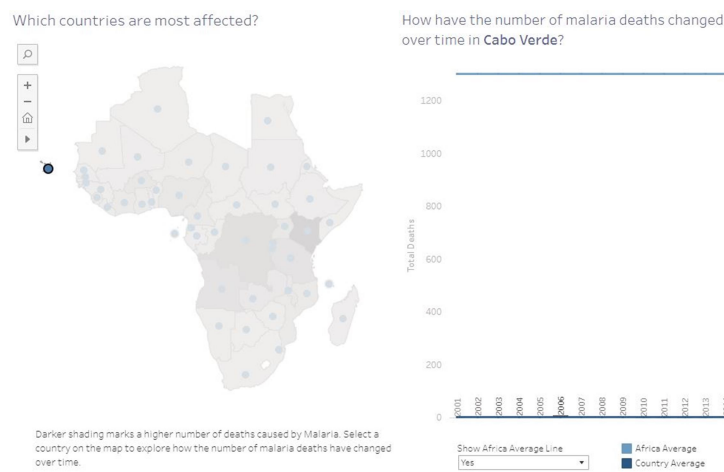 Which countries are most affected?
How have the number of malaria deaths changed
over time in Cabo Verde?
1200
1000
800
600
400
200
0
Total Deaths
2001
2002
2003
2004
2005
2006
2007
2008
2009
2010
2011
2012
2013
Darker shading marks a higher number of deaths caused by Malaria. Select a
country on the map to explore how the number of malaria deaths have changed
over time.
Show Africa Average Line
Yes
Africa Average
Country Average